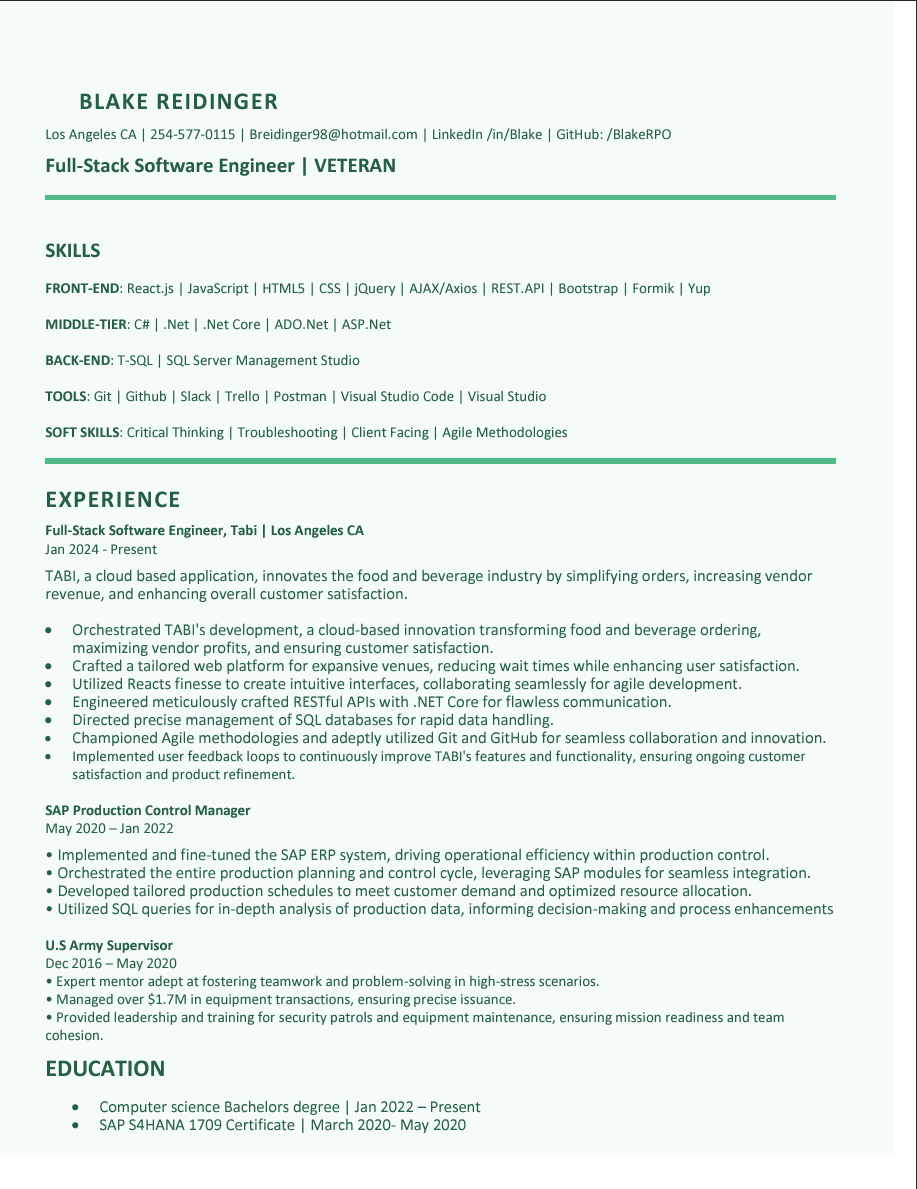 BLAKE REIDINGER
Los Angeles CA | 254-577-0115 | Breidinger98@hotmail.com | LinkedIn /in/Blake | GitHub: /BlakeRPO
Full-Stack Software Engineer | VETERAN
SKILLS
FRONT-END: React.js | JavaScript | HTML5 | CSS | jQuery | AJAX/Axios | REST.API | Bootstrap | Formik | Yup
MIDDLE-TIER: C# | .Net | .Net Core | ADO.Net | ASP.Net
BACK-END: T-SQL | SQL Server Management Studio
TOOLS: Git | Github | Slack | Trello | Postman | Visual Studio Code | Visual Studio
SOFT SKILLS: Critical Thinking | Troubleshooting | Client Facing | Agile Methodologies
EXPERIENCE
Full-Stack Software Engineer, Tabi | Los Angeles CA
Jan 2024 - Present
TABI, a cloud based application, innovates the food and beverage industry by simplifying orders, increasing vendor
revenue, and enhancing overall customer satisfaction.
• Orchestrated TABI's development, a cloud-based innovation transforming food and beverage ordering,
maximizing vendor profits, and ensuring customer satisfaction.
• Crafted a tailored web platform for expansive venues, reducing wait times while enhancing user satisfaction.
• Utilized Reacts finesse to create intuitive interfaces, collaborating seamlessly for agile development.
• Engineered meticulously crafted RESTful APIs with .NET Core for flawless communication.
• Directed precise management of SQL databases for rapid data handling.
• Championed Agile methodologies and adeptly utilized Git and GitHub for seamless collaboration and innovation.
• Implemented user feedback loops to continuously improve TABI's features and functionality, ensuring ongoing customer
satisfaction and product refinement.
SAP Production Control Manager
May 2020 – Jan 2022
• Implemented and fine-tuned the SAP ERP system, driving operational efficiency within production control.
• Orchestrated the entire production planning and control cycle, leveraging SAP modules for seamless integration.
• Developed tailored production schedules to meet customer demand and optimized resource allocation.
• Utilized SQL queries for in-depth analysis of production data, informing decision-making and process enhancements
U.S Army Supervisor
Dec 2016 – May 2020
• Expert mentor adept at fostering teamwork and problem-solving in high-stress scenarios.
• Managed over $1.7M in equipment transactions, ensuring precise issuance.
• Provided leadership and training for security patrols and equipment maintenance, ensuring mission readiness and team
cohesion.
EDUCATION
• Computer science Bachelors degree | Jan 2022 – Present
• SAP S4HANA 1709 Certificate | March 2020- May 2020